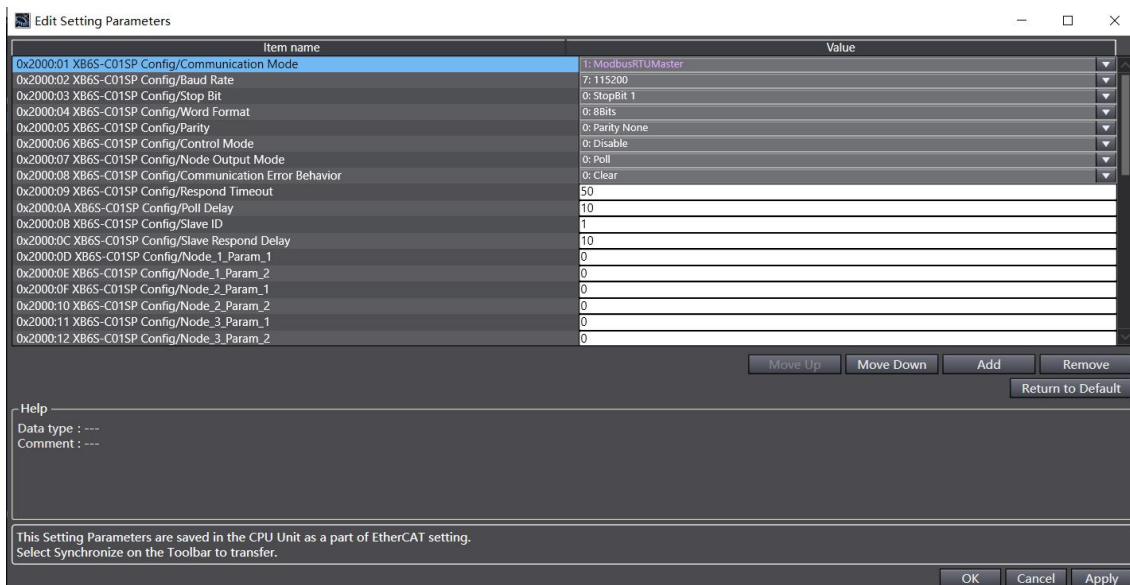 Edit Setting Parameters
Item name Value
0x2000:01 XB6S-C01SP Config/Communication Mode 1: ModbusRTUMaster
0x2000:02 XB6S-C01SP Config/Baud Rate 7: 115200
0x2000:03 XB6S-C01SP Config/Stop Bit 0: StopBit 1
0x2000:04 XB6S-C01SP Config/Word Format 0: 8Bits
0x2000:05 XB6S-C01SP Config/Parity 0: Parity None
0x2000:06 XB6S-C01SP Config/Control Mode 0: Disable
0x2000:07 XB6S-C01SP Config/Node Output Mode 0: Poll
0x2000:08 XB6S-C01SP Config/Communication Error Behavior 0: Clear
0x2000:09 XB6S-C01SP Config/Respond Timeout 50
0x2000:0A XB6S-C01SP Config/Poll Delay 10
0x2000:0B XB6S-C01SP Config/Slave ID 1
0x2000:0C XB6S-C01SP Config/Slave Respond Delay 10
0x2000:0D XB6S-C01SP Config/Node_1_Param_1 0
0x2000:0E XB6S-C01SP Config/Node_1_Param_2 0
0x2000:0F XB6S-C01SP Config/Node_2_Param_1 0
0x2000:10 XB6S-C01SP Config/Node_2_Param_2 0
0x2000:11 XB6S-C01SP Config/Node_3_Param_1 0
0x2000:12 XB6S-C01SP Config/Node_3_Param_2 0
Move Up Move Down Add Remove
Return to Default
Help
Data type : ---
Comment : ---
This Setting Parameters are saved in the CPU Unit as a part of EtherCAT setting.
Select Synchronize on the Toolbar to transfer.
OK Cancel Apply